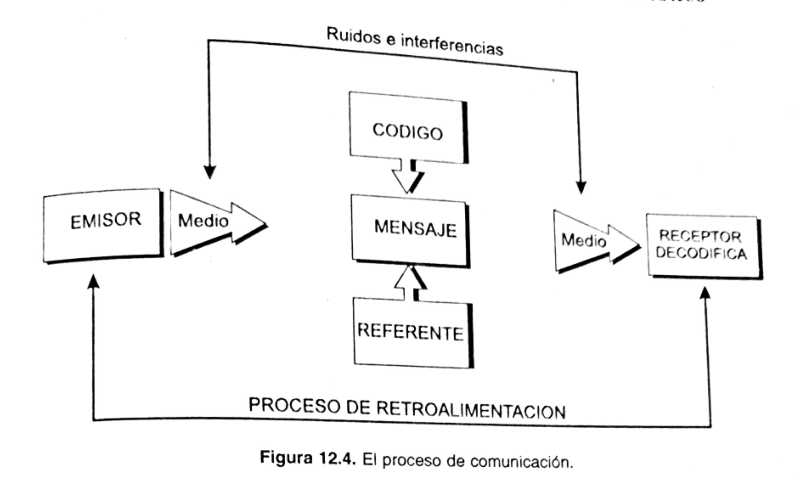 Ruidos e interferencias
CODIGO
EMISOR
Medio
MENSAJE
Medio
RECEPTOR
DECODIFICA
REFERENTE
PROCESO DE RETROALIMENTACION
Figura 12.4. El proceso de comunicación.